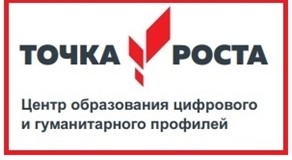 ТОЧКА РОСТА
Центр образования цифрового
и гуманитарного профилей